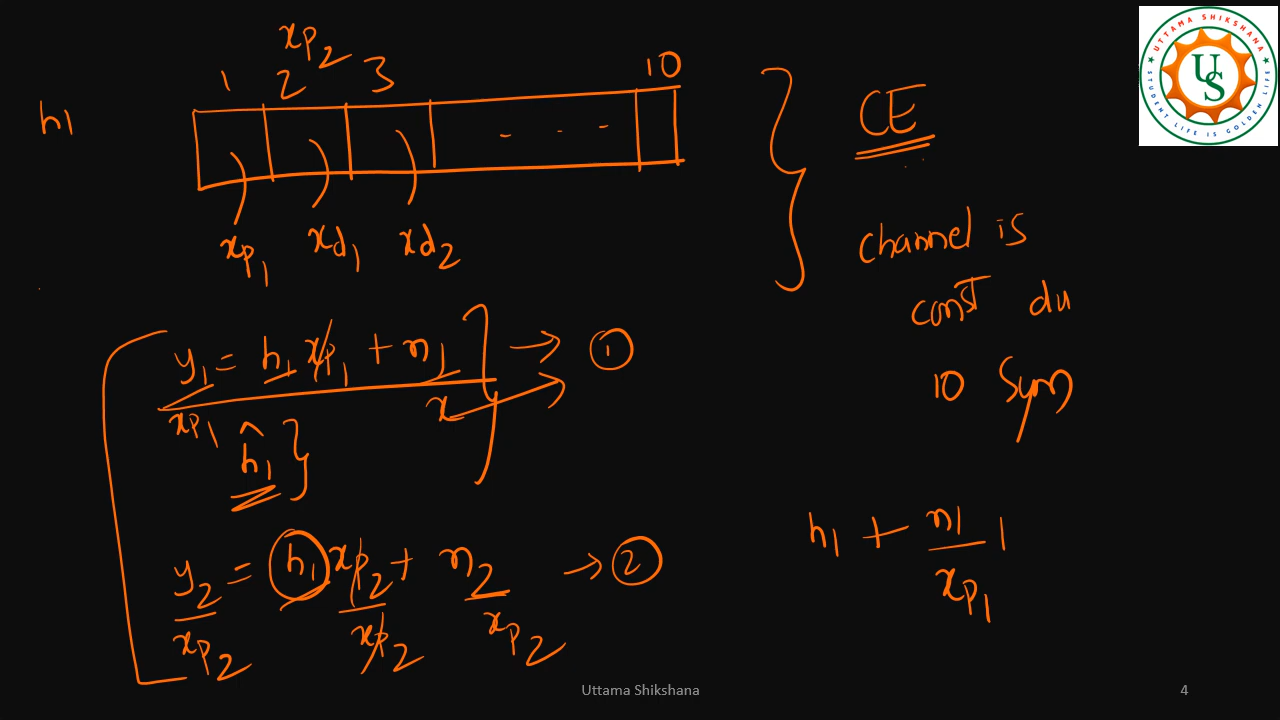 xp2
1 2 3 10
h1
CE
xp1 xd1 xd2
channel is
const du
10 Sym
y1 = h1 xp1 + n1 → ①
xp1 x
ĥ1 }
h1 + n1 1
xp1
y2 = h1 xp2 + n2 → ②
xp2 xp2 xp2
UTTAMA SHIKSHANA
US
STUDENT LIFE IS GOLDEN LIFE
Uttama Shikshana
4